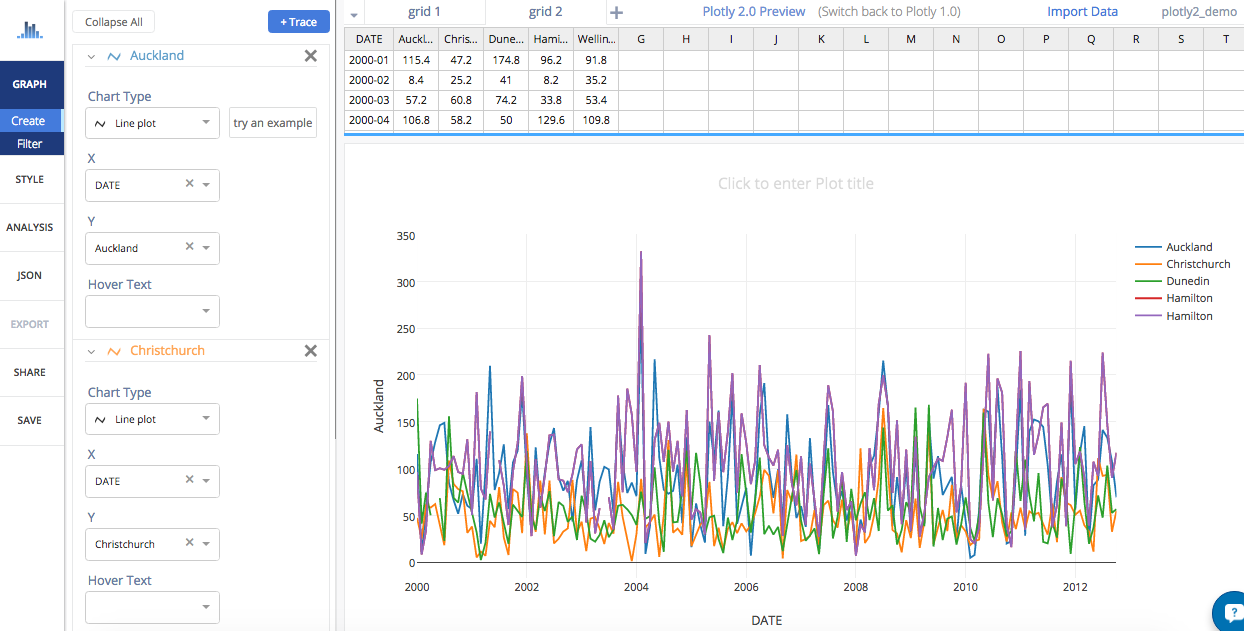 Collapse All
+ Trace
Auckland
Chart Type
Line plot
try an example
X
DATE
Y
Auckland
Hover Text
Christchurch
Chart Type
Line plot
X
DATE
Y
Christchurch
Hover Text
GRAPH
Create
Filter
STYLE
ANALYSIS
JSON
EXPORT
SHARE
SAVE
grid 1 grid 2 + Plotly 2.0 Preview (Switch back to Plotly 1.0) Import Data plotly2_demo
DATE Auckl... Chris... Dune... Hami... Wellin... G H I J K L M N O P Q R S T
2000-01 115.4 47.2 174.8 96.2 91.8
2000-02 8.4 25.2 41 8.2 35.2
2000-03 57.2 60.8 74.2 33.8 53.4
2000-04 106.8 58.2 50 129.6 109.8
Click to enter Plot title
350
300
250
200
150
100
50
0
Auckland
2000 2002 2004 2006 2008 2010 2012
DATE
Auckland
Christchurch
Dunedin
Hamilton
Hamilton
?